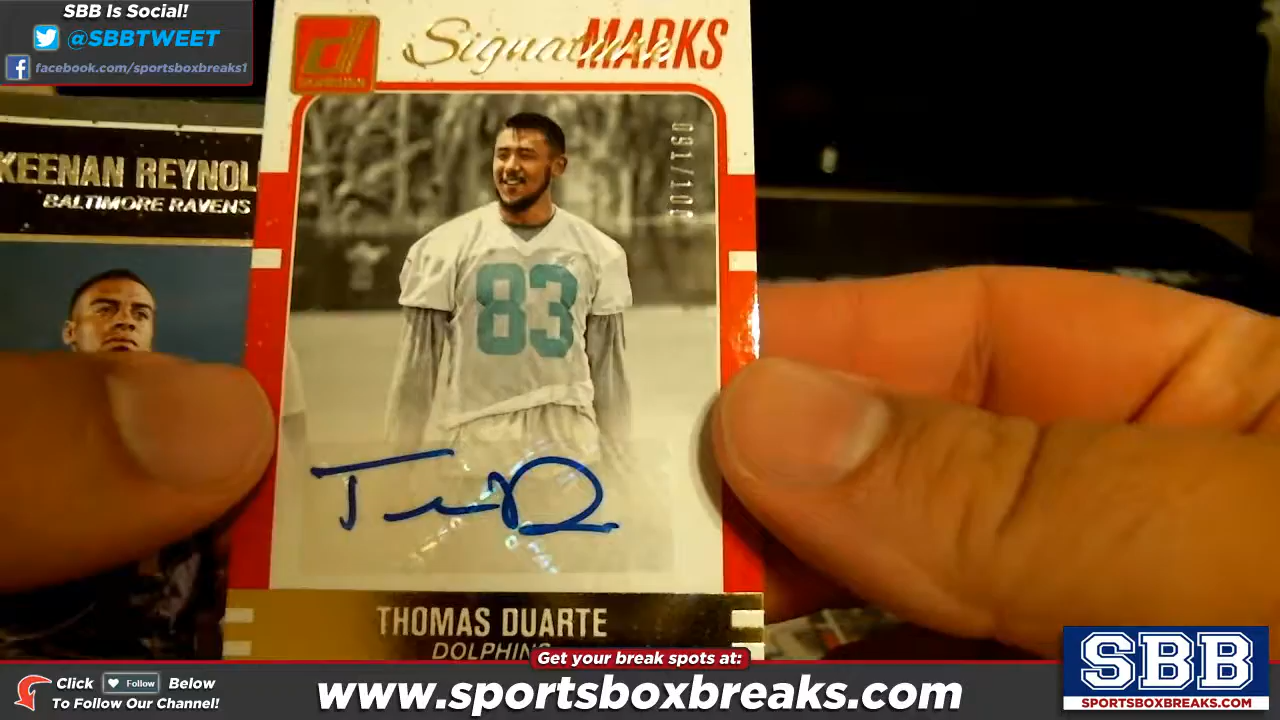 SBB Is Social!
@SBBTWEET
facebook.com/sportsboxbreaks1
Signature MARKS
091/100
KEENAN REYNOL
BALTIMORE RAVENS
83
THOMAS DUARTE
DOLPHINS
Get your break spots at:
www.sportsboxbreaks.com
Click Follow Below
To Follow Our Channel!
SBB
SPORTSBOXBREAKS.COM